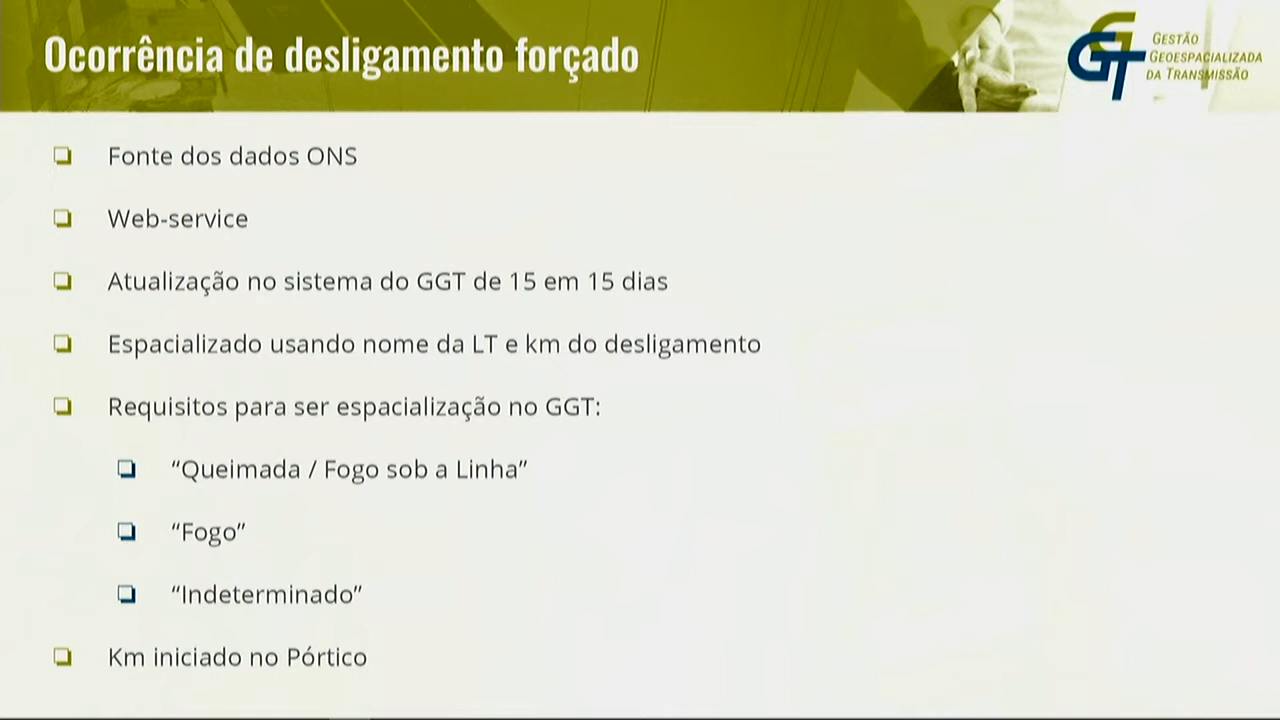 Ocorrência de desligamento forçado
GESTÃO
GEOESPACIALIZADA
DA TRANSMISSÃO
GGT
Fonte dos dados ONS
Web-service
Atualização no sistema do GGT de 15 em 15 dias
Espacializado usando nome da LT e km do desligamento
Requisitos para ser espacialização no GGT:
“Queimada / Fogo sob a Linha”
“Fogo”
“Indeterminado”
Km iniciado no Pórtico